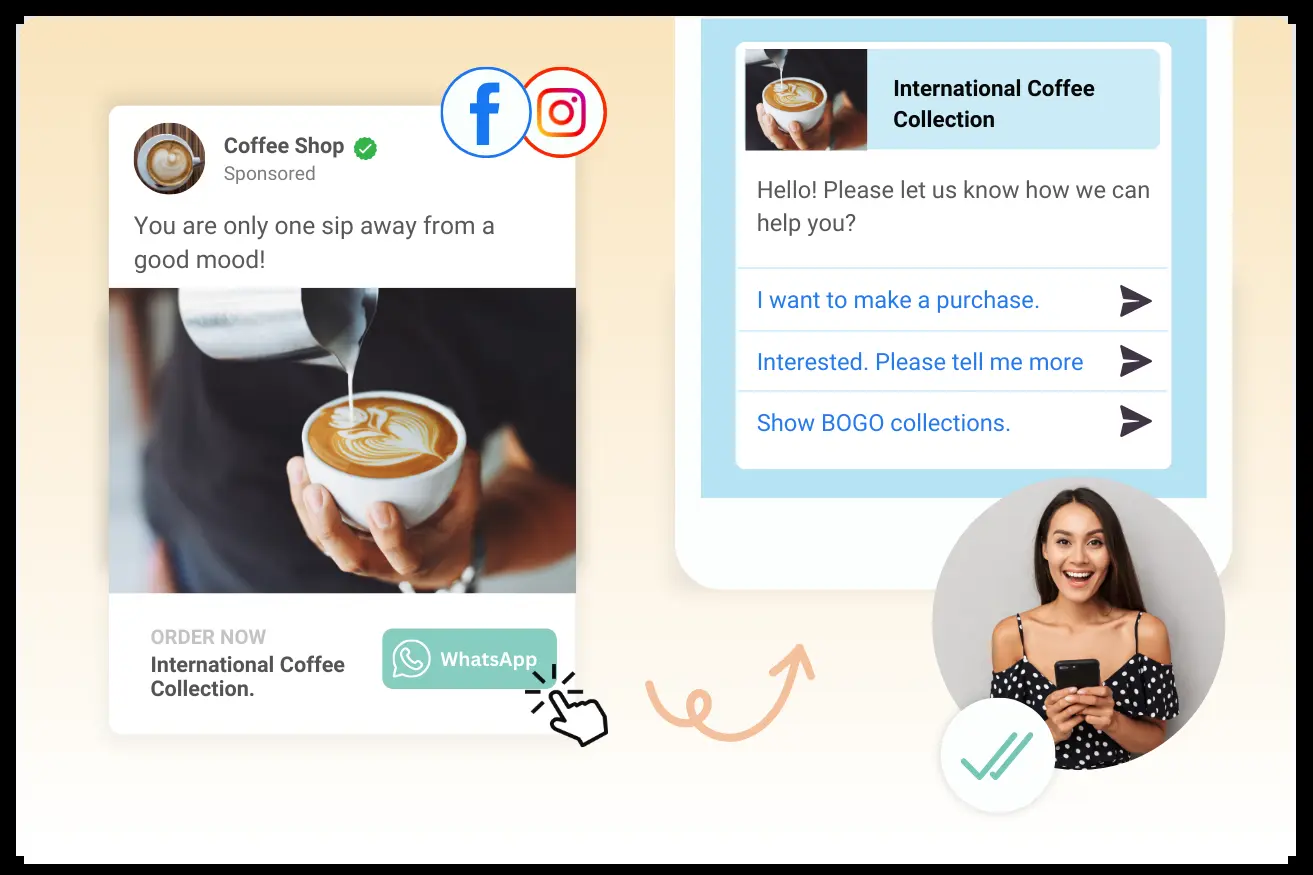 Coffee Shop
Sponsored
You are only one sip away from a
good mood!
ORDER NOW
International Coffee
Collection.
WhatsApp
International Coffee
Collection
Hello! Please let us know how we can
help you?
I want to make a purchase.
Interested. Please tell me more
Show BOGO collections.